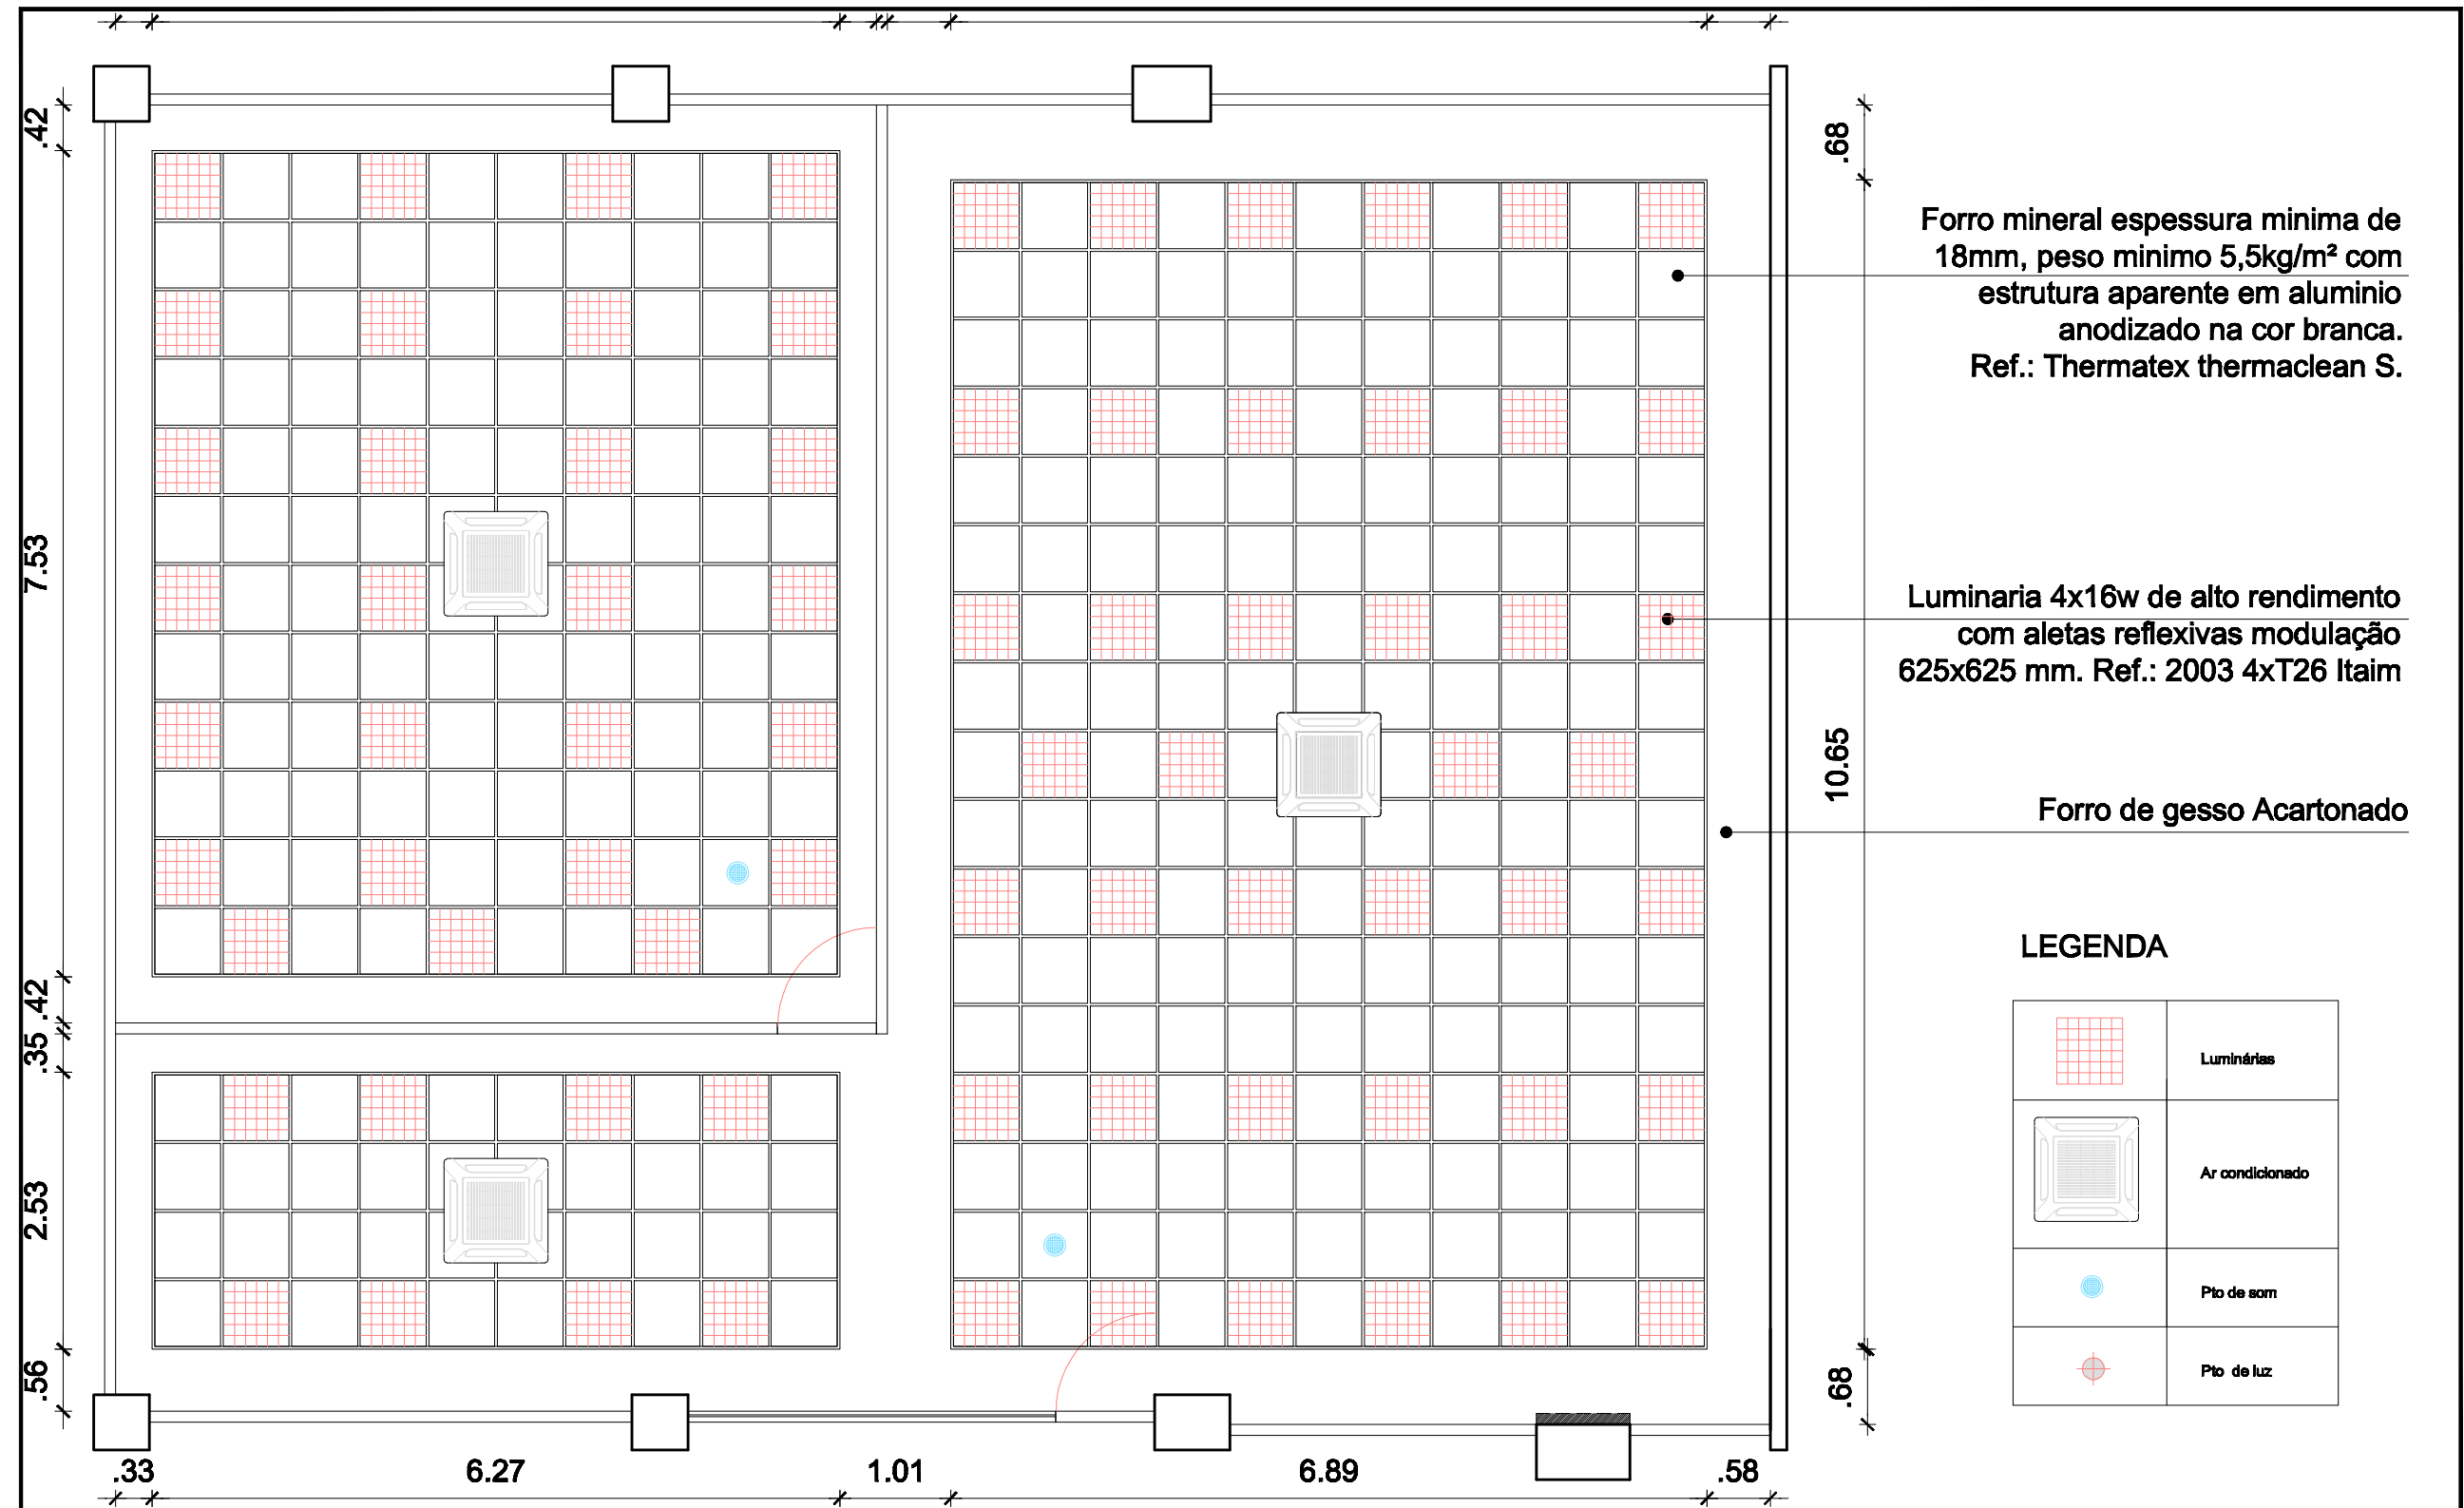 .42
7.53
.42
.35
2.53
.56
.33
6.27
1.01
6.89
.58
.68
10.65
.68
Forro mineral espessura minima de
18mm, peso minimo 5,5kg/m² com
estrutura aparente em aluminio
anodizado na cor branca.
Ref.: Thermatex thermaclean S.
Luminaria 4x16w de alto rendimento
com aletas reflexivas modulação
625x625 mm. Ref.: 2003 4xT26 Itaim
Forro de gesso Acartonado
LEGENDA
Luminárias
Ar condicionado
Pto de som
Pto de luz